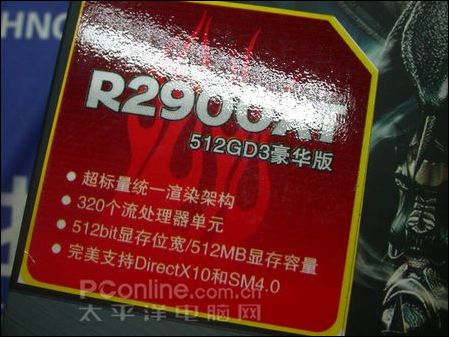 HNO
R2900XT
512GD3豪华版
● 超标量统一渲染架构
● 320个流处理器单元
● 512bit显存位宽/512MB显存容量
● 完美支持DirectX10和SM4.0
PConline.com.cn
太平洋电脑网